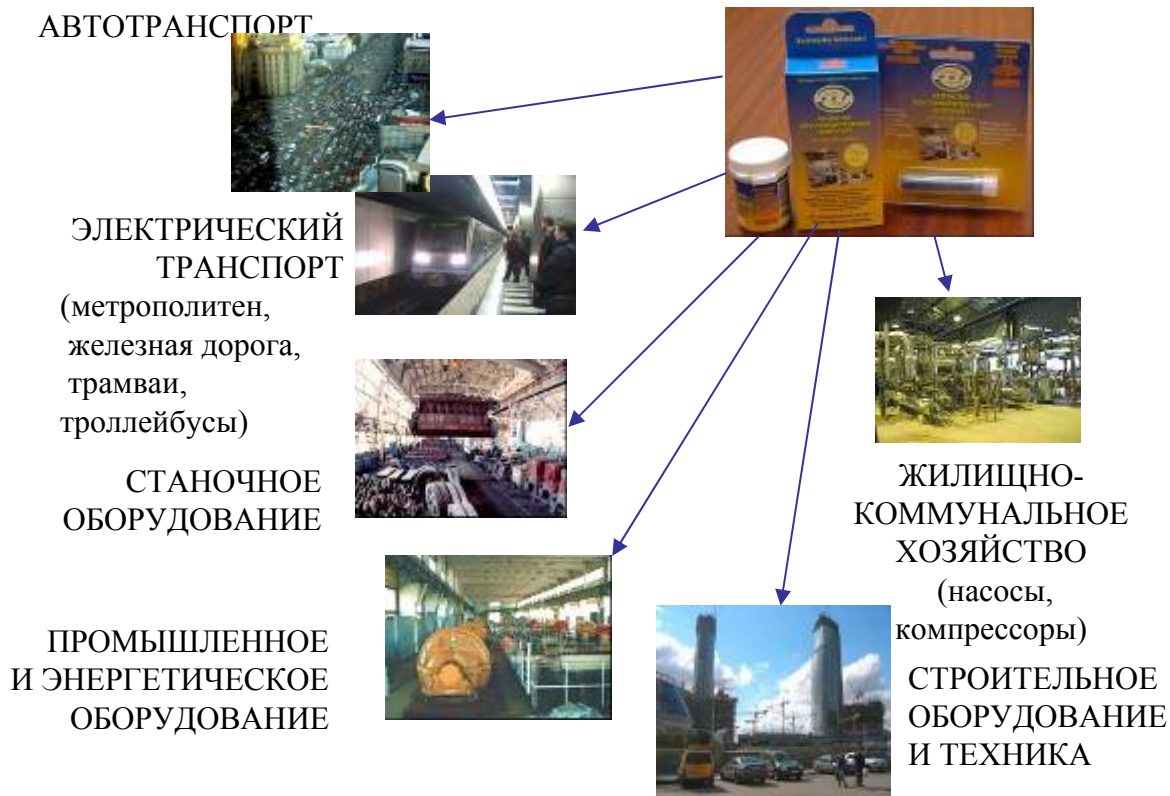 АВТОТРАНСПОРТ
ЭЛЕКТРИЧЕСКИЙ
ТРАНСПОРТ
(метрополитен,
железная дорога,
трамваи,
троллейбусы)
СТАНОЧНОЕ
ОБОРУДОВАНИЕ
ПРОМЫШЛЕННОЕ
И ЭНЕРГЕТИЧЕСКОЕ
ОБОРУДОВАНИЕ
ЖИЛИЩНО-
КОММУНАЛЬНОЕ
ХОЗЯЙСТВО
(насосы,
компрессоры)
СТРОИТЕЛЬНОЕ
ОБОРУДОВАНИЕ
И ТЕХНИКА